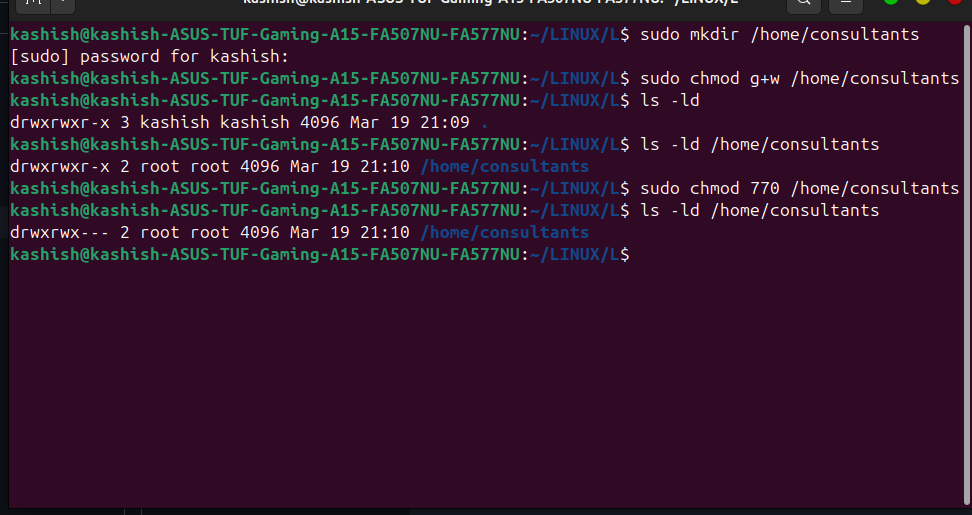 kashish@kashish-ASUS-TUF-Gaming-A15-FA507NU-FA577NU: ~/LINUX/L
kashish@kashish-ASUS-TUF-Gaming-A15-FA507NU-FA577NU:~/LINUX/L$ sudo mkdir /home/consultants
[sudo] password for kashish:
kashish@kashish-ASUS-TUF-Gaming-A15-FA507NU-FA577NU:~/LINUX/L$ sudo chmod g+w /home/consultants
kashish@kashish-ASUS-TUF-Gaming-A15-FA507NU-FA577NU:~/LINUX/L$ ls -ld
drwxrwxr-x 3 kashish kashish 4096 Mar 19 21:09 .
kashish@kashish-ASUS-TUF-Gaming-A15-FA507NU-FA577NU:~/LINUX/L$ ls -ld /home/consultants
drwxrwxr-x 2 root root 4096 Mar 19 21:10 /home/consultants
kashish@kashish-ASUS-TUF-Gaming-A15-FA507NU-FA577NU:~/LINUX/L$ sudo chmod 770 /home/consultants
kashish@kashish-ASUS-TUF-Gaming-A15-FA507NU-FA577NU:~/LINUX/L$ ls -ld /home/consultants
drwxrwx--- 2 root root 4096 Mar 19 21:10 /home/consultants
kashish@kashish-ASUS-TUF-Gaming-A15-FA507NU-FA577NU:~/LINUX/L$